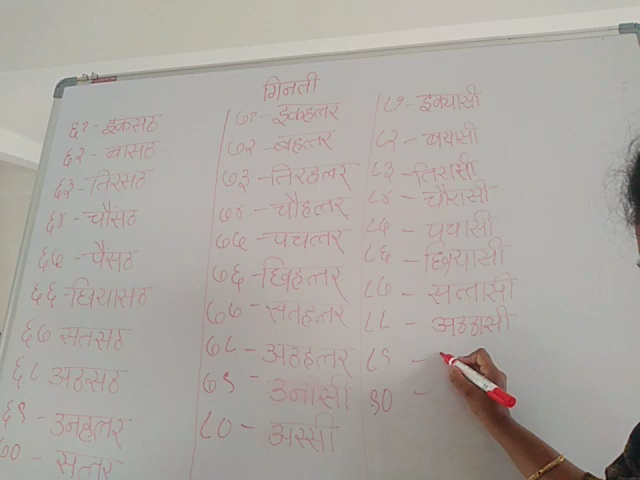 गिनती
६१ - इकसठ
६२ - बासठ
६३ - तिरसठ
६४ - चौंसठ
६५ - पैसठ
६६ - छियासठ
६७ सतसठ
६८ अठसठ
६९ - उनहत्तर
७० - सत्तर
७१ - इकहत्तर
७२ - बहत्तर
७३ - तिरहत्तर
७४ - चौहत्तर
७५ - पचत्तर
७६ - छिहत्तर
७७ - सतहत्तर
७८ - अठहत्तर
७९ - उनासी
८० - अस्सी
८१ - इक्यासी
८२ - बयासी
८३ - तिरासी
८४ - चौरासी
८५ - पचासी
८६ - छियासी
८७ - सत्तासी
८८ - अठठासी
८९ -
९० -